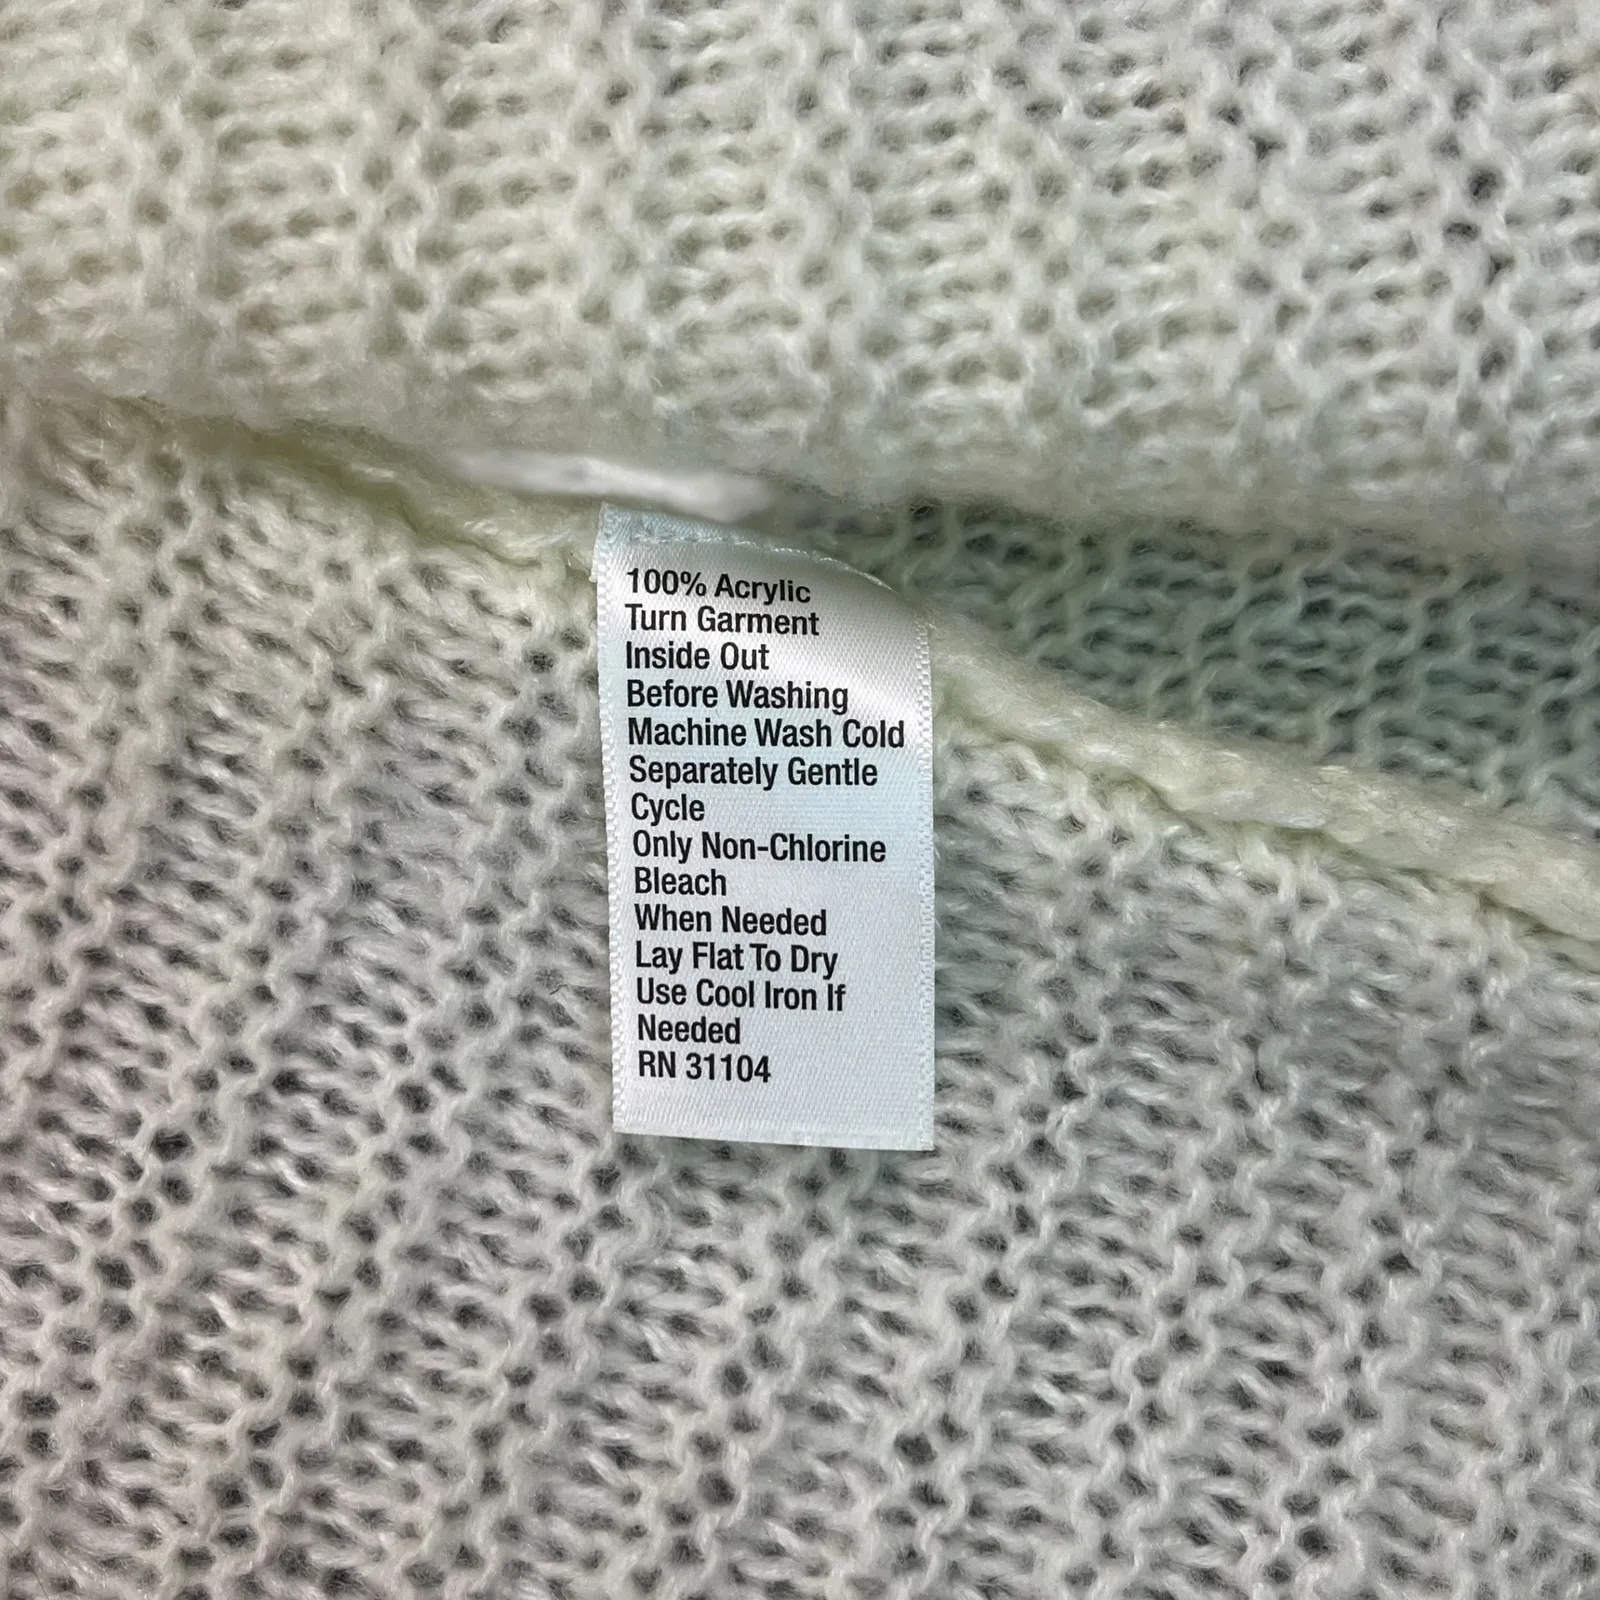 100% Acrylic
Turn Garment
Inside Out
Before Washing
Machine Wash Cold
Separately Gentle
Cycle
Only Non-Chlorine
Bleach
When Needed
Lay Flat To Dry
Use Cool Iron If
Needed
RN 31104